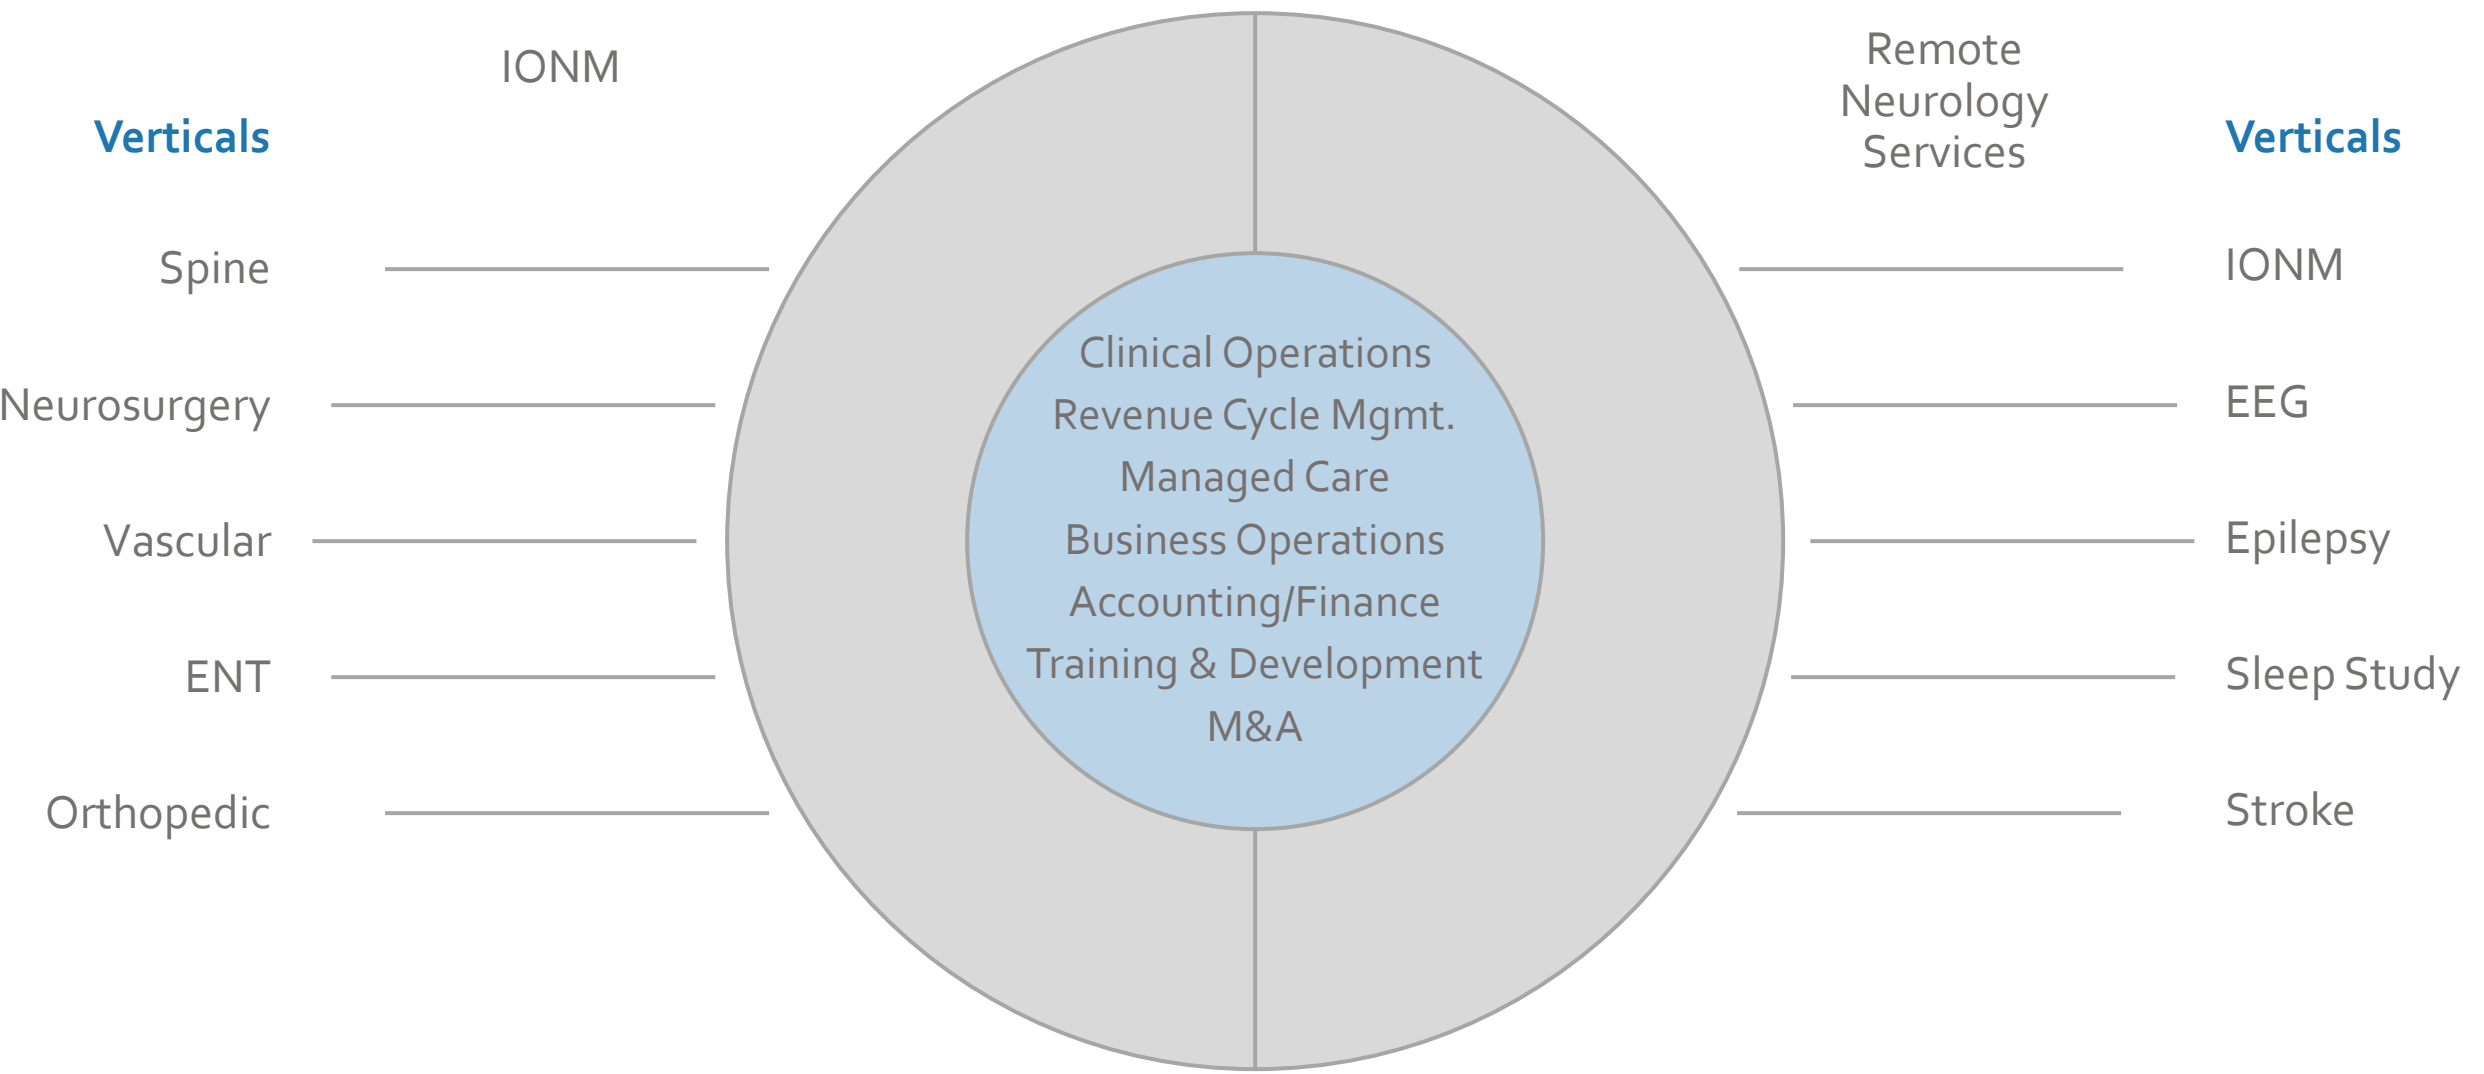 IONM
Verticals
Spine
Neurosurgery
Vascular
ENT
Orthopedic
Clinical Operations
Revenue Cycle Mgmt.
Managed Care
Business Operations
Accounting/Finance
Training & Development
M&A
Remote
Neurology
Services
Verticals
IONM
EEG
Epilepsy
Sleep Study
Stroke